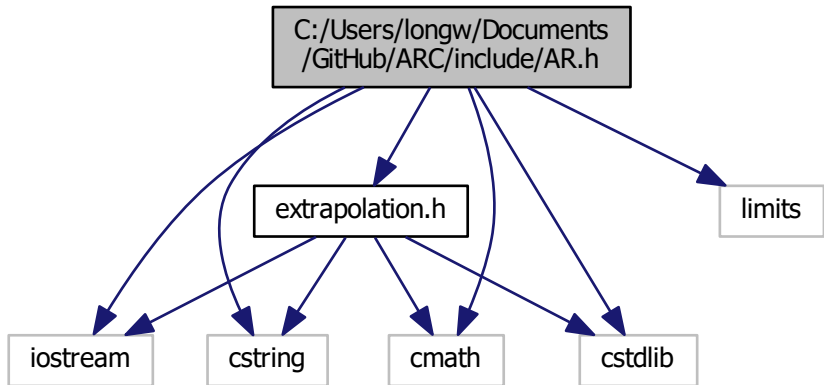 C:/Users/longw/Documents
/GitHub/ARC/include/AR.h
extrapolation.h
limits
iostream
cstring
cmath
cstdlib